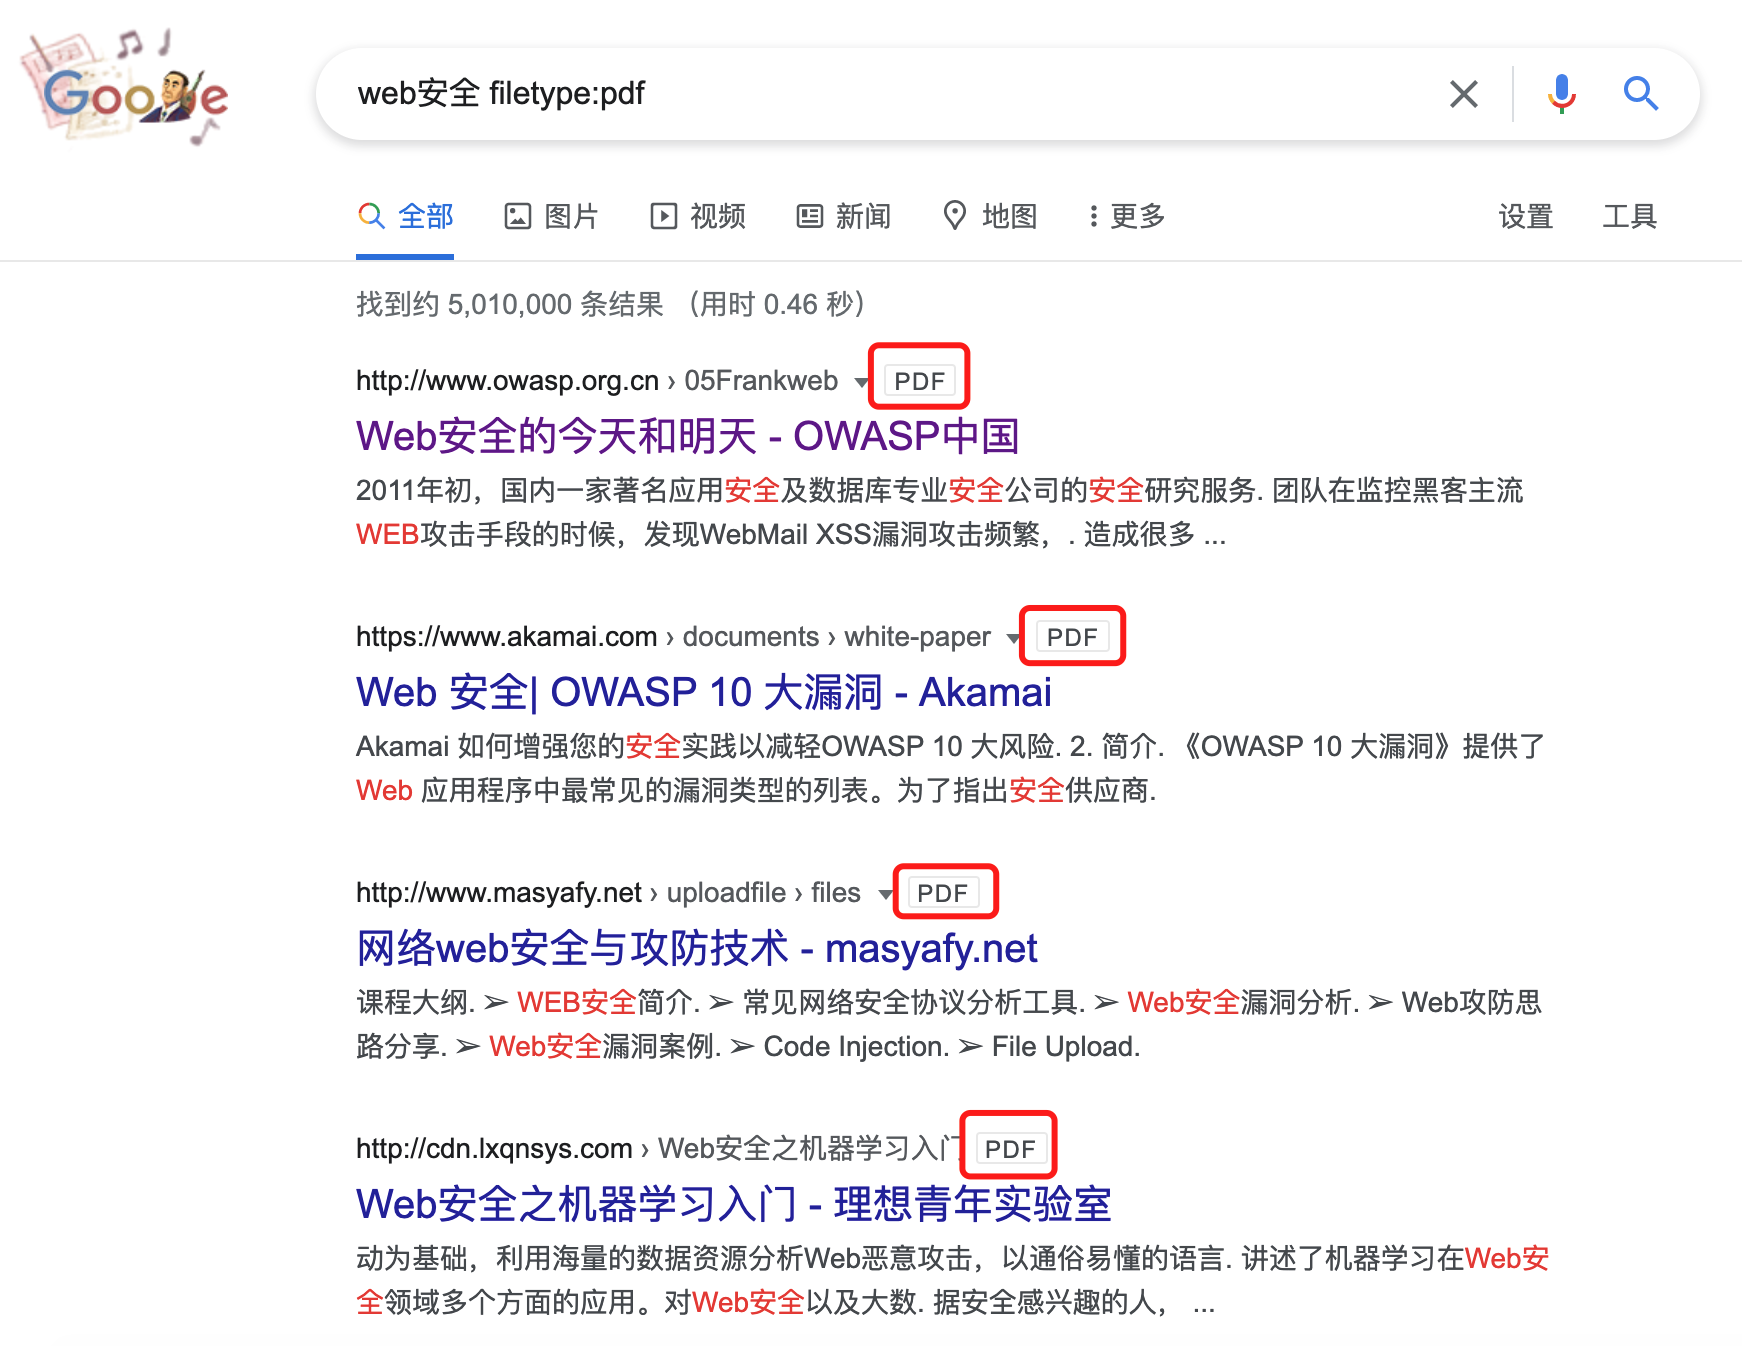 Google
web安全 filetype:pdf
全部 图片 视频 新闻 地图 更多 设置 工具
找到约 5,010,000 条结果 （用时 0.46 秒）
http://www.owasp.org.cn › 05Frankweb PDF
Web安全的今天和明天 - OWASP中国
2011年初，国内一家著名应用安全及数据库专业安全公司的安全研究服务. 团队在监控黑客主流
WEB攻击手段的时候，发现WebMail XSS漏洞攻击频繁，. 造成很多 ...
https://www.akamai.com › documents › white-paper PDF
Web 安全| OWASP 10 大漏洞 - Akamai
Akamai 如何增强您的安全实践以减轻OWASP 10 大风险. 2. 简介. 《OWASP 10 大漏洞》提供了
Web 应用程序中最常见的漏洞类型的列表。为了指出安全供应商.
http://www.masyafy.net › uploadfile › files PDF
网络web安全与攻防技术 - masyafy.net
课程大纲. ➢ WEB安全简介. ➢ 常见网络安全协议分析工具. ➢ Web安全漏洞分析. ➢ Web攻防思
路分享. ➢ Web安全漏洞案例. ➢ Code Injection. ➢ File Upload.
http://cdn.lxqnsys.com › Web安全之机器学习入门 PDF
Web安全之机器学习入门 - 理想青年实验室
动为基础，利用海量的数据资源分析Web恶意攻击，以通俗易懂的语言. 讲述了机器学习在Web安
全领域多个方面的应用。对Web安全以及大数. 据安全感兴趣的人， ...